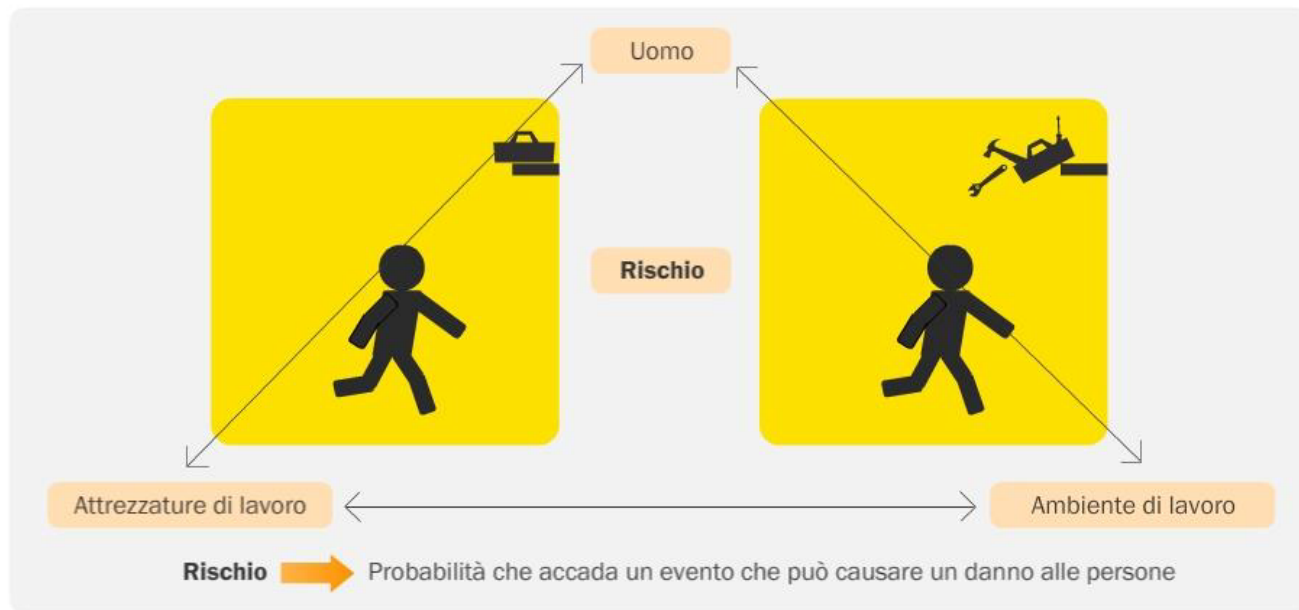 Uomo
Rischio
Attrezzature di lavoro
Ambiente di lavoro
Rischio Probabilità che accada un evento che può causare un danno alle persone